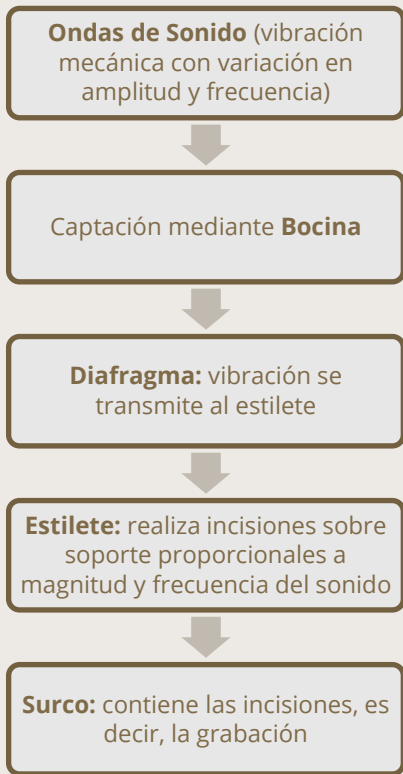 Ondas de Sonido (vibración
mecánica con variación en
amplitud y frecuencia)
Captación mediante Bocina
Diafragma: vibración se
transmite al estilete
Estilete: realiza incisiones sobre
soporte proporcionales a
magnitud y frecuencia del sonido
Surco: contiene las incisiones, es
decir, la grabación